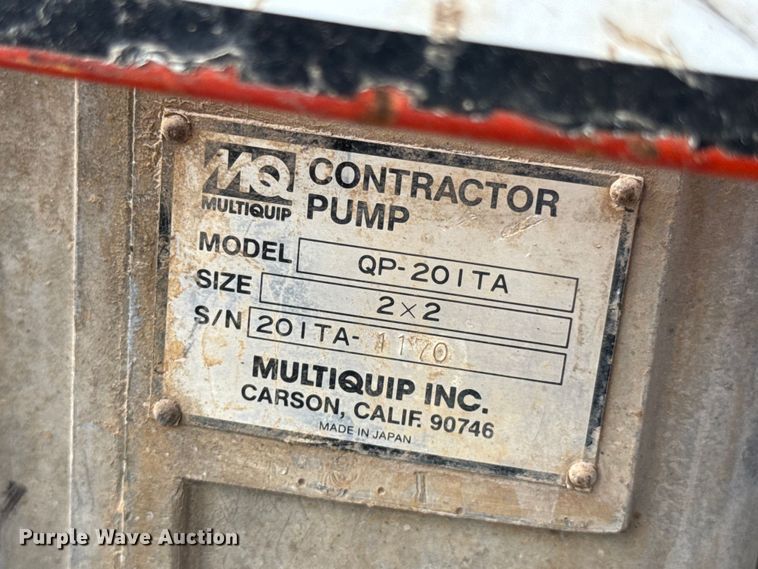 MQ
MULTIQUIP
CONTRACTOR
PUMP
MODEL QP-201TA
SIZE 2×2
S/N 201TA-1170
MULTIQUIP INC.
CARSON, CALIF. 90746
MADE IN JAPAN
Purple Wave Auction